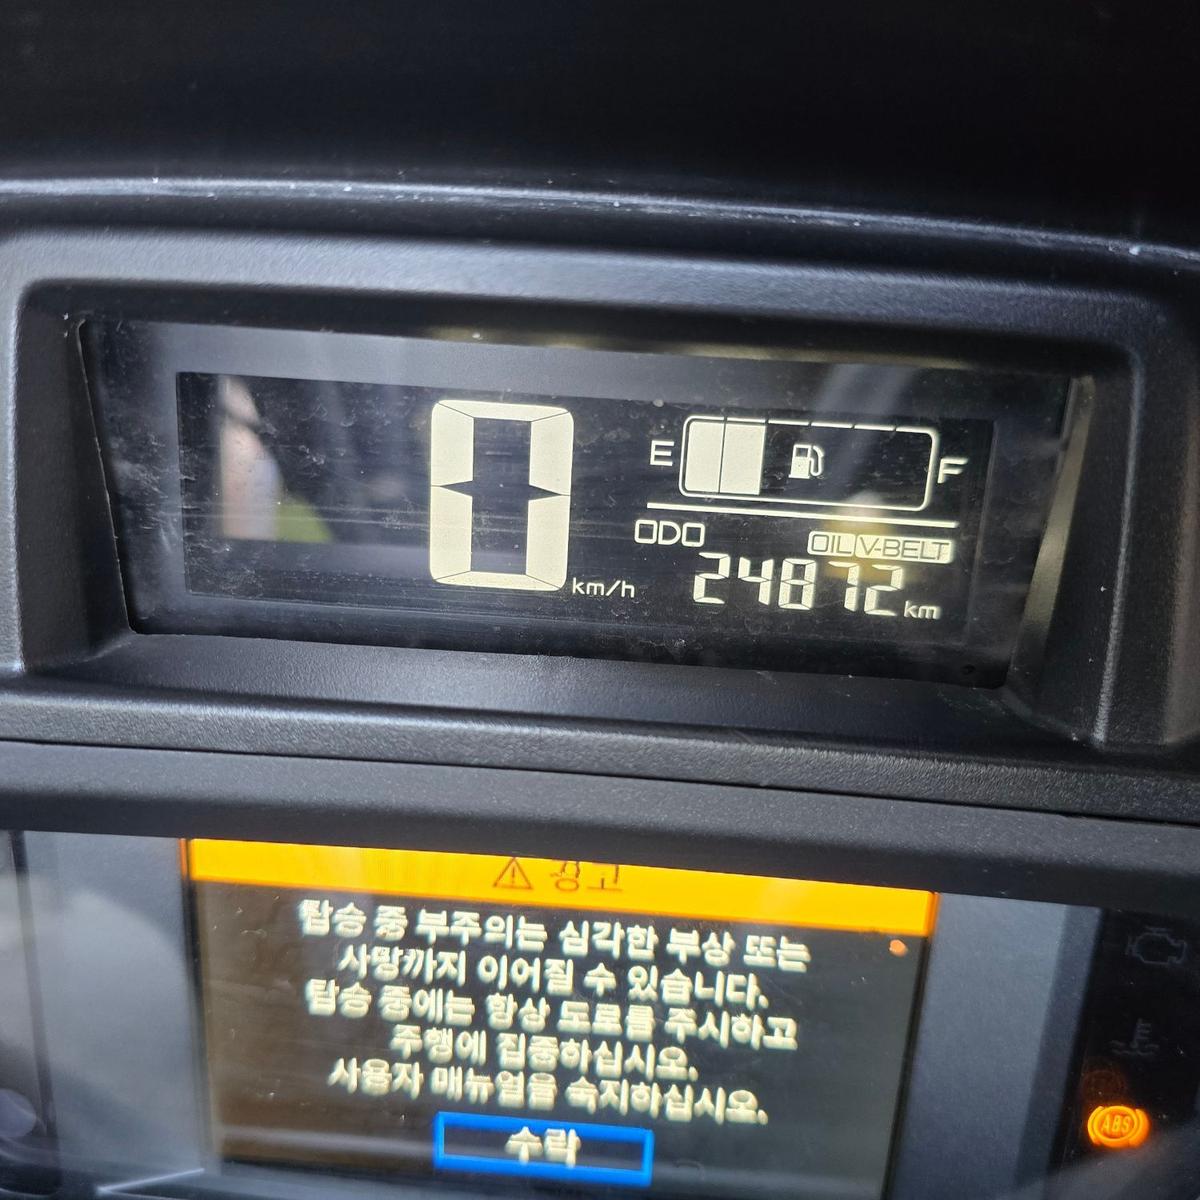 0 km/h
E F
ODO OIL V-BELT
24872 km
⚠ 경고
탑승 중 부주의는 심각한 부상 또는
사망까지 이어질 수 있습니다.
탑승 중에는 항상 도로를 주시하고
주행에 집중하십시오.
사용자 매뉴얼을 숙지하십시오.
수락
ABS